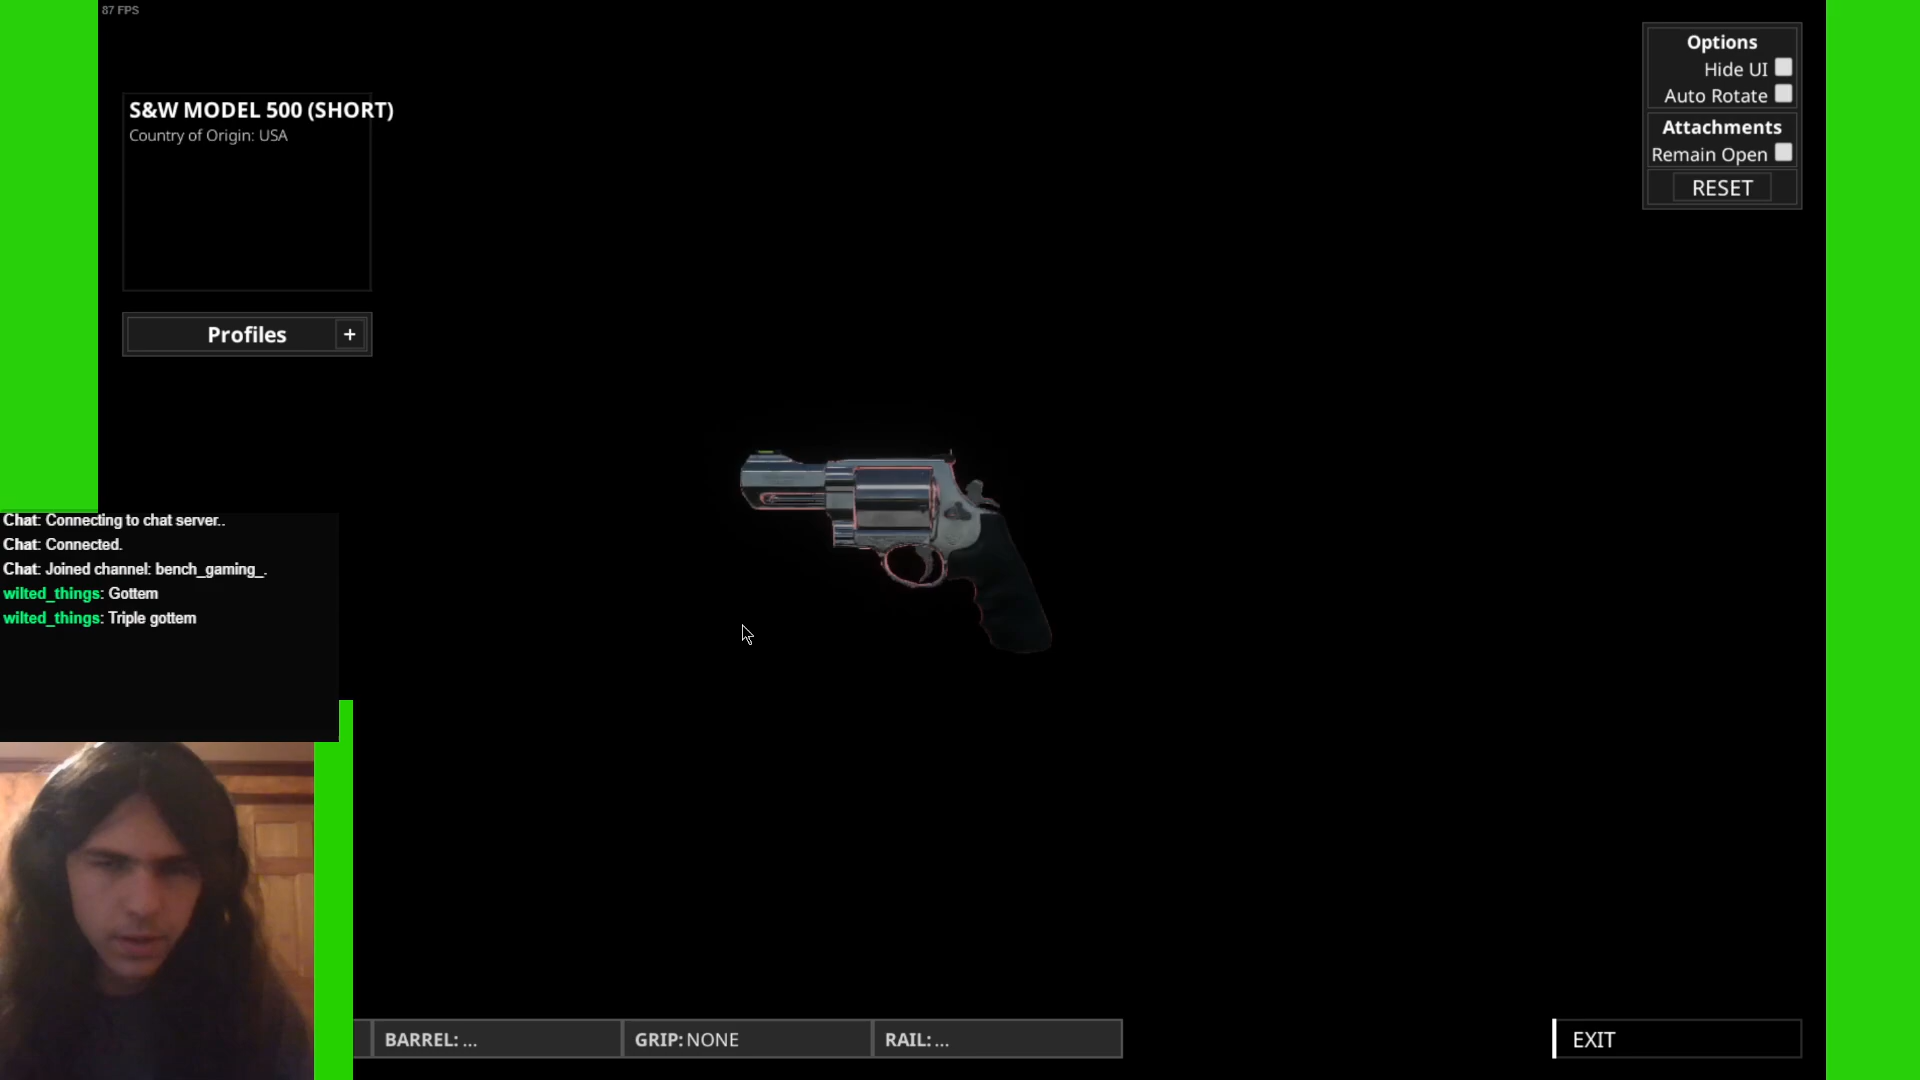 87 FPS
S&W MODEL 500 (SHORT)
Country of Origin: USA
Profiles +
Options
Hide UI
Auto Rotate
Attachments
Remain Open
RESET
Chat: Connecting to chat server..
Chat: Connected.
Chat: Joined channel: bench_gaming_.
wilted_things: Gottem
wilted_things: Triple gottem
BARREL: ...
GRIP: NONE
RAIL: ...
EXIT